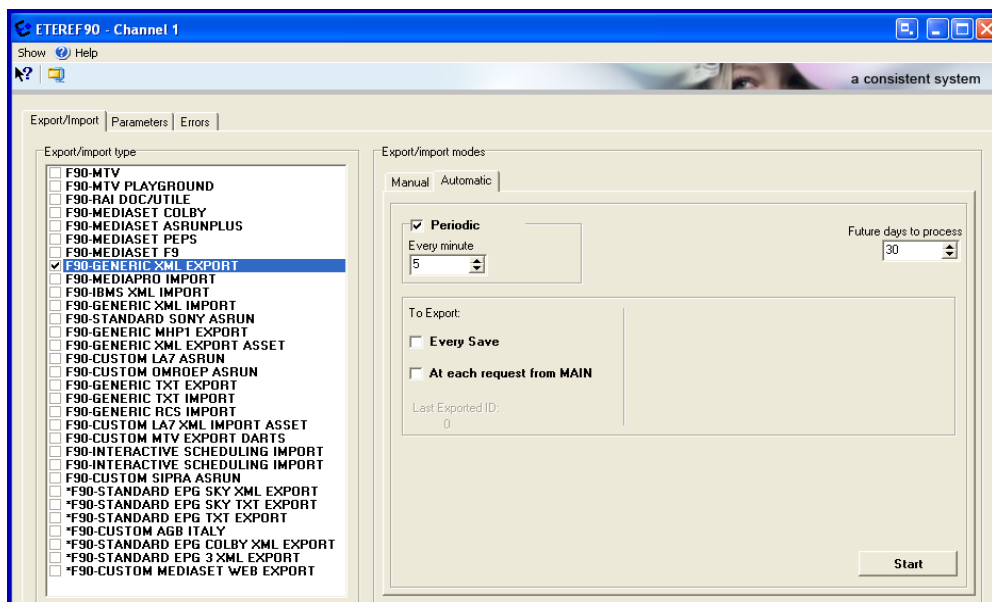 ETEREF90 - Channel 1
Show Help
a consistent system
Export/Import Parameters Errors
Export/import type
F90-MTV
F90-MTV PLAYGROUND
F90-RAI DOC/UTILE
F90-MEDIASET COLBY
F90-MEDIASET ASRUNPLUS
F90-MEDIASET PEPS
F90-MEDIASET F9
F90-GENERIC XML EXPORT
F90-MEDIAPRO IMPORT
F90-IBMS XML IMPORT
F90-GENERIC XML IMPORT
F90-STANDARD SONY ASRUN
F90-GENERIC MHP1 EXPORT
F90-GENERIC XML EXPORT ASSET
F90-CUSTOM LA7 ASRUN
F90-CUSTOM OMROEP ASRUN
F90-GENERIC TXT EXPORT
F90-GENERIC TXT IMPORT
F90-GENERIC RCS IMPORT
F90-CUSTOM LA7 XML IMPORT ASSET
F90-CUSTOM MTV EXPORT DARTS
F90-INTERACTIVE SCHEDULING IMPORT
F90-INTERACTIVE SCHEDULING IMPORT
F90-CUSTOM SIPRA ASRUN
*F90-STANDARD EPG SKY XML EXPORT
*F90-STANDARD EPG SKY TXT EXPORT
*F90-STANDARD EPG TXT EXPORT
*F90-CUSTOM AGB ITALY
*F90-STANDARD EPG COLBY XML EXPORT
*F90-STANDARD EPG 3 XML EXPORT
*F90-CUSTOM MEDIASET WEB EXPORT
Export/import modes
Manual Automatic
Periodic
Every minute
5
Future days to process
30
To Export:
Every Save
At each request from MAIN
Last Exported ID:
0
Start